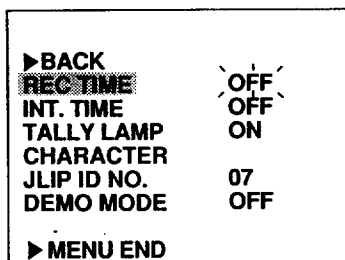 ▶BACK
REC TIME OFF
INT. TIME OFF
TALLY LAMP ON
CHARACTER
JLIP ID NO. 07
DEMO MODE OFF
▶MENU END